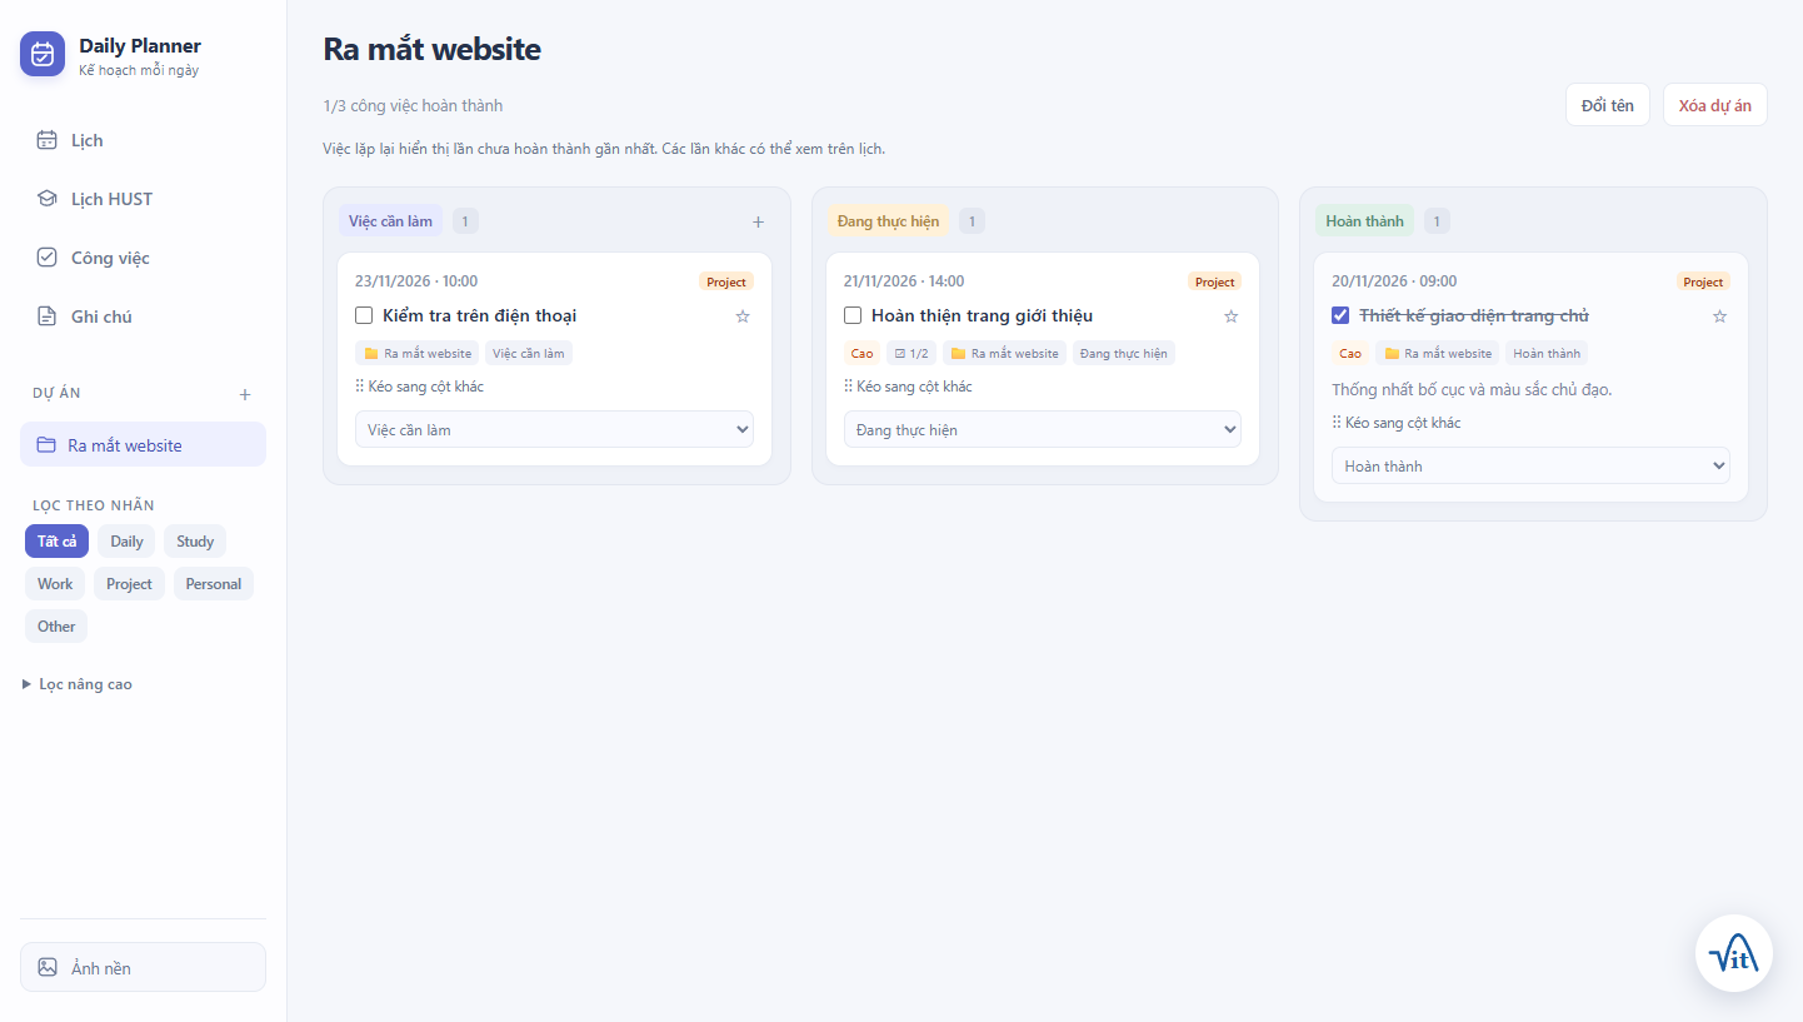 Daily Planner
Kế hoạch mỗi ngày
Lịch
Lịch HUST
Công việc
Ghi chú
DỰ ÁN
+
Ra mắt website
LỌC THEO NHÃN
Tất cả Daily Study
Work Project Personal
Other
Lọc nâng cao
Ảnh nền
Ra mắt website
1/3 công việc hoàn thành
Đổi tên
Xóa dự án
Việc lặp lại hiển thị lần chưa hoàn thành gần nhất. Các lần khác có thể xem trên lịch.
Việc cần làm 1 +
23/11/2026 · 10:00 Project
Kiểm tra trên điện thoại
Ra mắt website Việc cần làm
Kéo sang cột khác
Việc cần làm
Đang thực hiện 1
21/11/2026 · 14:00 Project
Hoàn thiện trang giới thiệu
Cao 1/2 Ra mắt website Đang thực hiện
Kéo sang cột khác
Đang thực hiện
Hoàn thành 1
20/11/2026 · 09:00 Project
Thiết kế giao diện trang chủ
Cao Ra mắt website Hoàn thành
Thống nhất bố cục và màu sắc chủ đạo.
Kéo sang cột khác
Hoàn thành
it